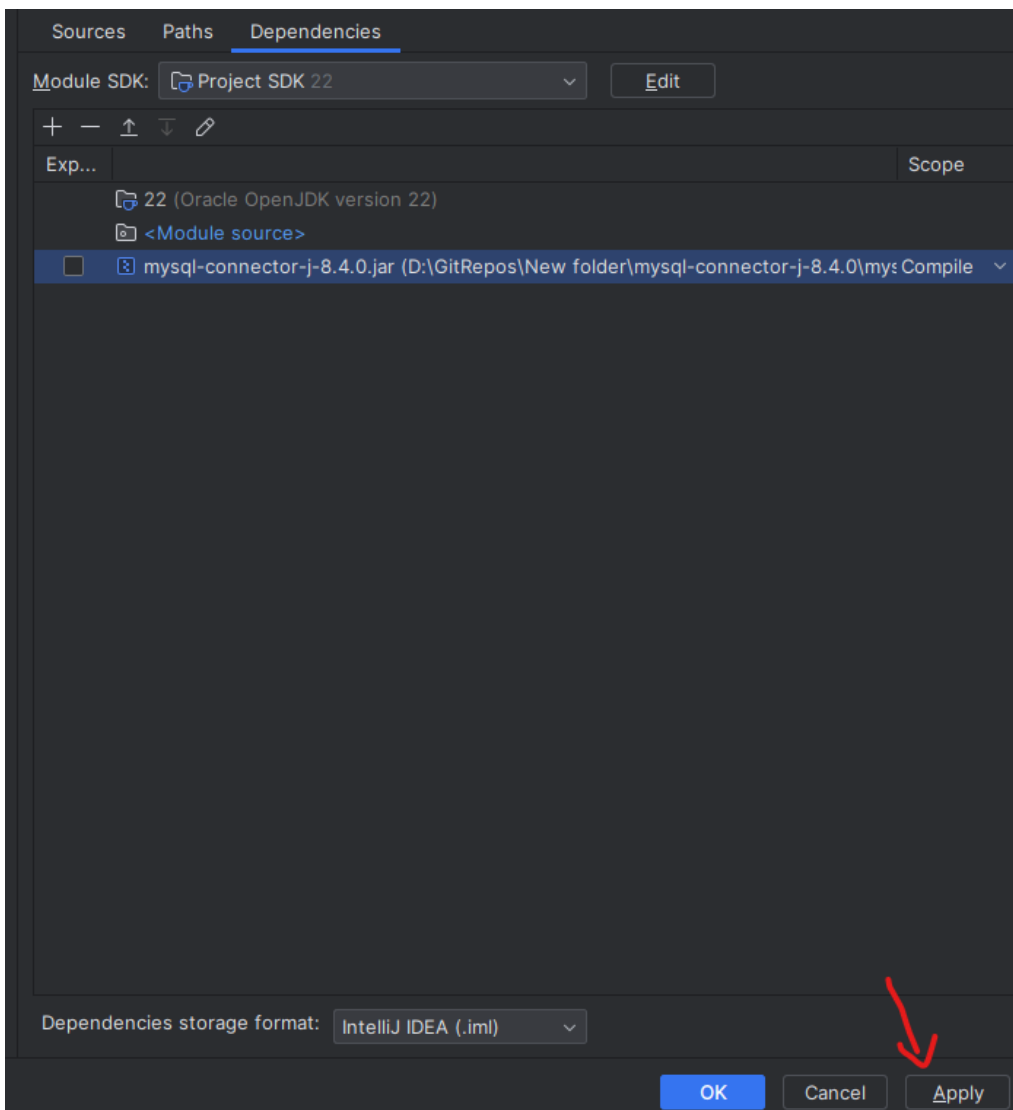 Sources Paths Dependencies
Module SDK: Project SDK 22 Edit
Exp... Scope
22 (Oracle OpenJDK version 22)
<Module source>
mysql-connector-j-8.4.0.jar (D:\GitRepos\New folder\mysql-connector-j-8.4.0\mys Compile
Dependencies storage format: IntelliJ IDEA (.iml)
OK Cancel Apply